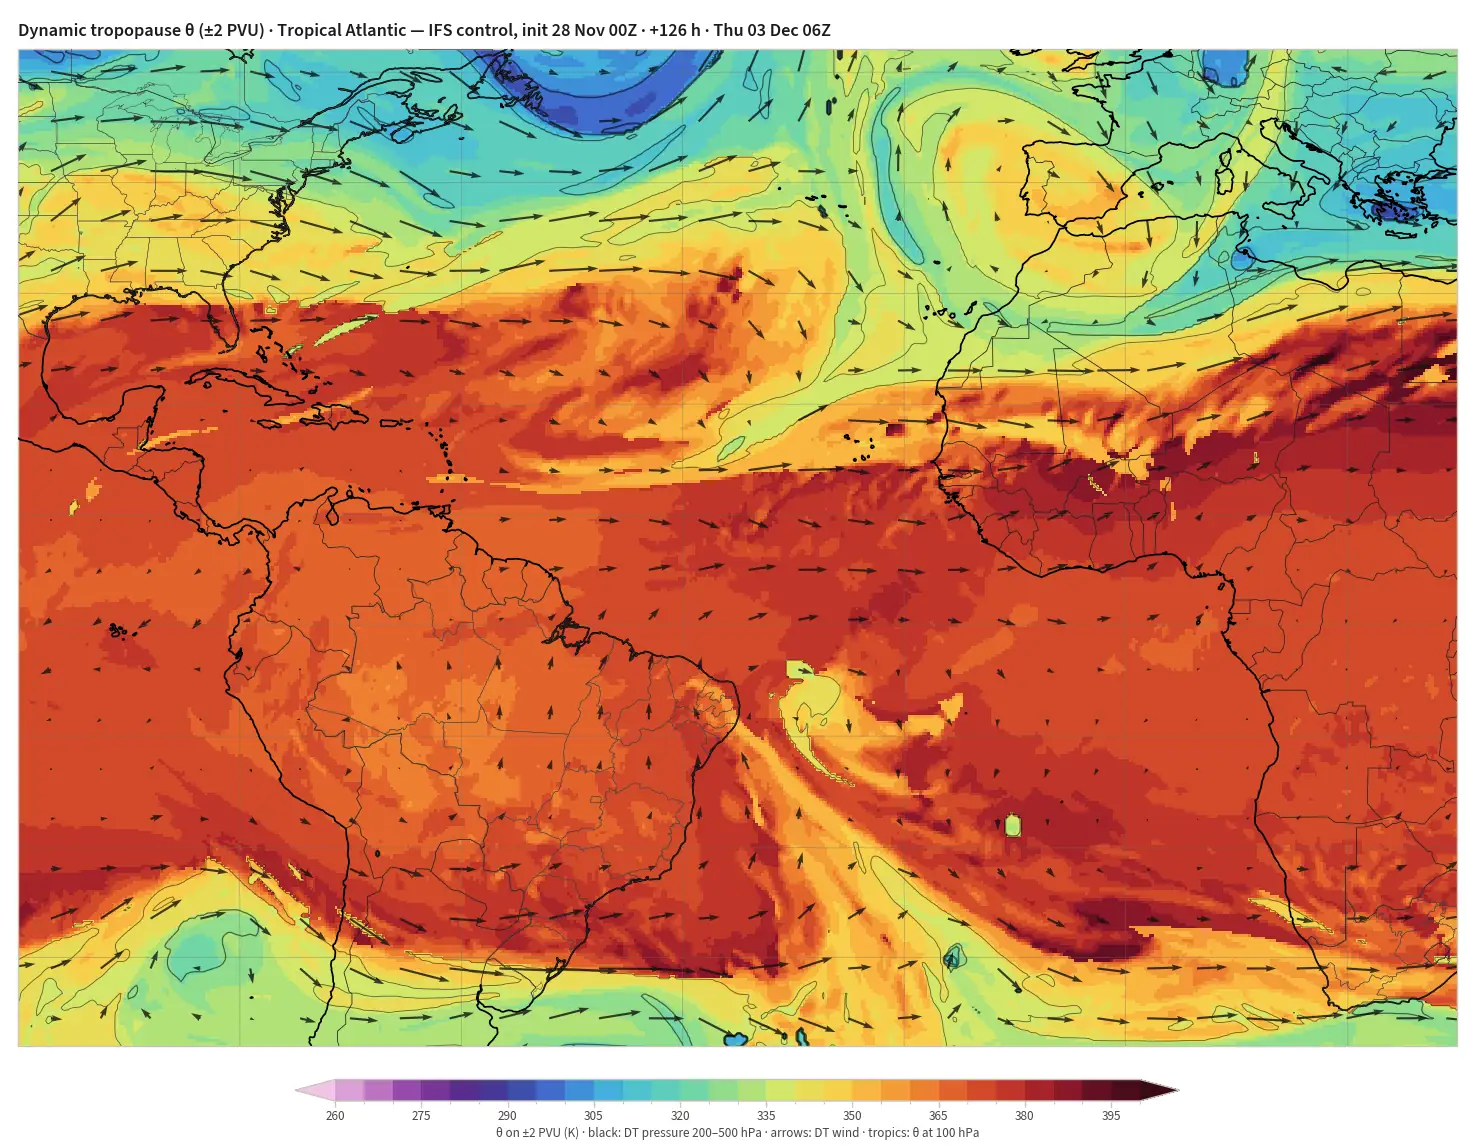 Dynamic tropopause θ (±2 PVU) · Tropical Atlantic — IFS control, init 28 Nov 00Z · +126 h · Thu 03 Dec 06Z
260 275 290 305 320 335 350 365 380 395
θ on ±2 PVU (K) · black: DT pressure 200–500 hPa · arrows: DT wind · tropics: θ at 100 hPa